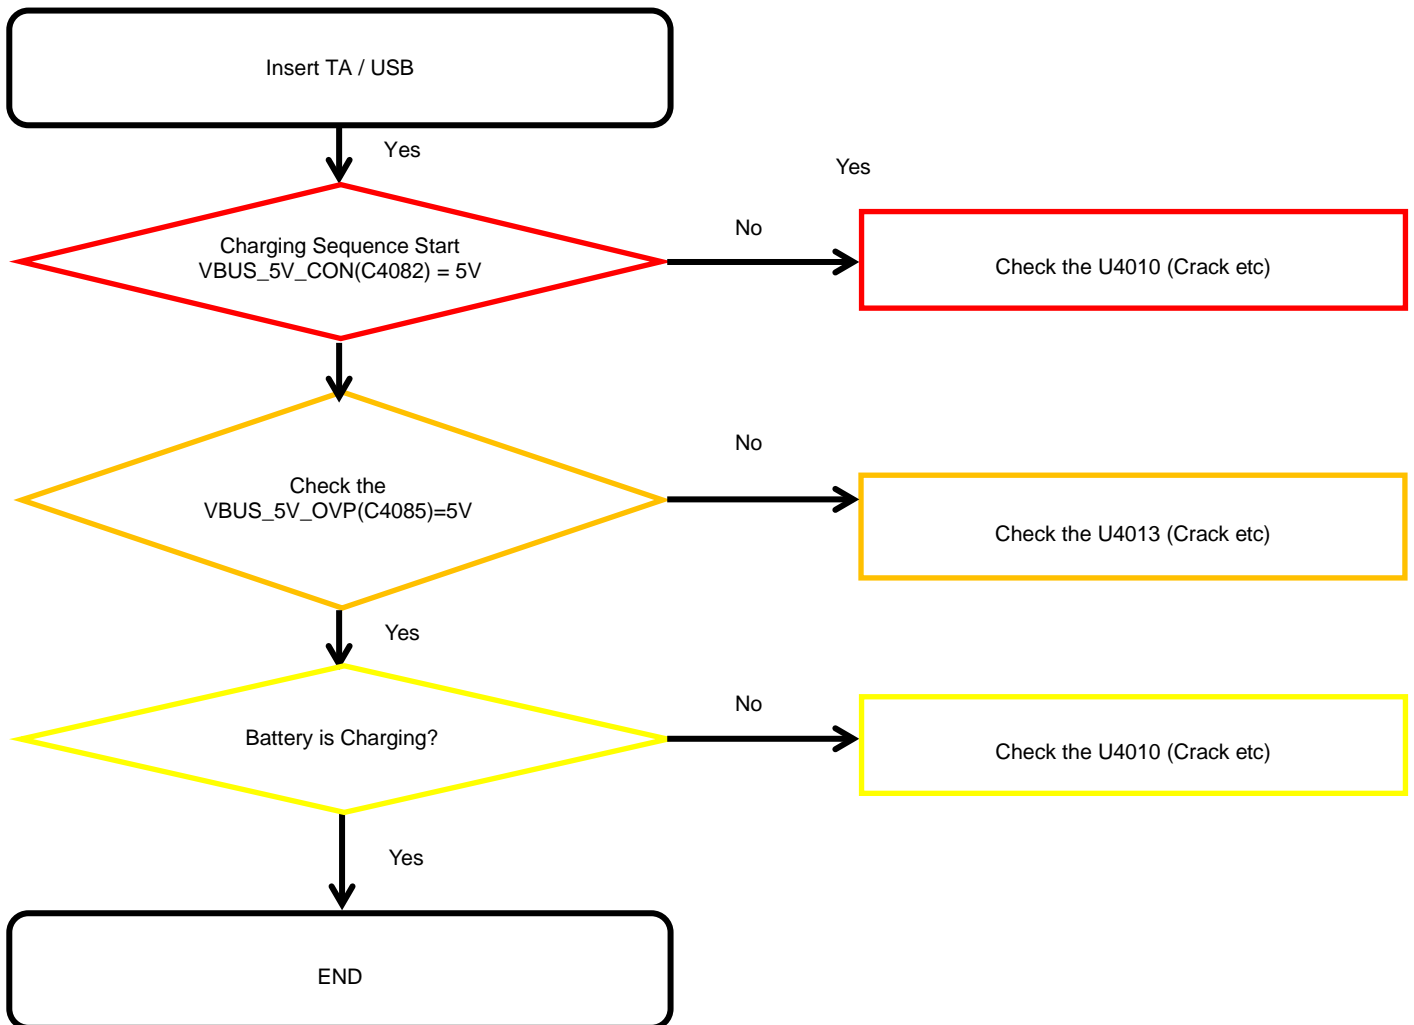 Insert TA / USB
Yes
Yes
Charging Sequence Start
VBUS_5V_CON(C4082) = 5V
No
Check the U4010 (Crack etc)
Check the
VBUS_5V_OVP(C4085)=5V
No
Check the U4013 (Crack etc)
Yes
Battery is Charging?
No
Check the U4010 (Crack etc)
Yes
END